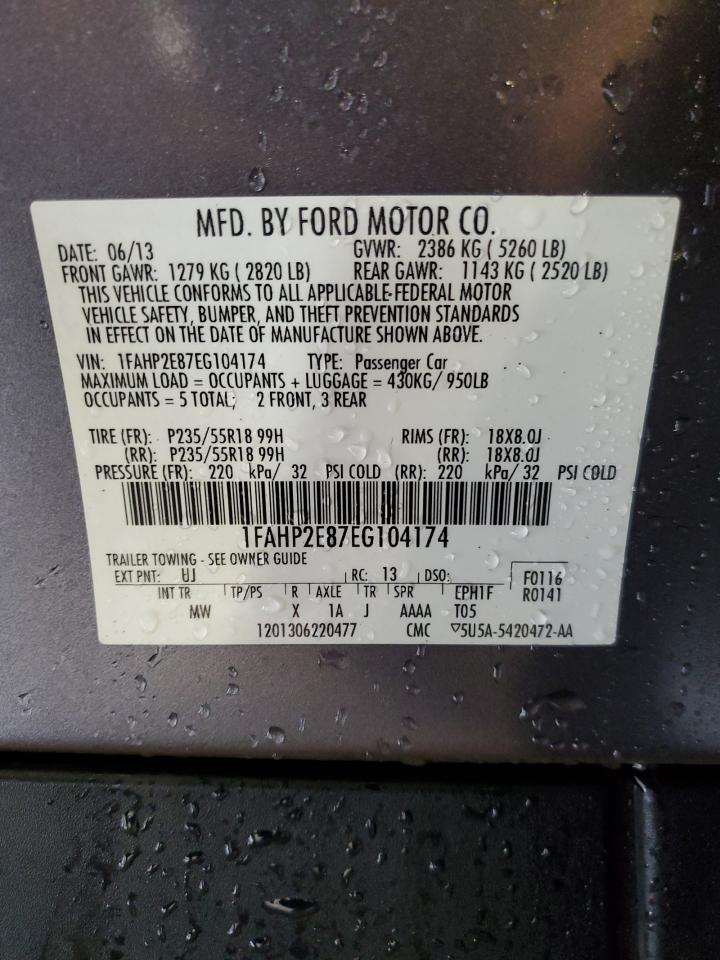 MFD. BY FORD MOTOR CO.
DATE: 06/13 GVWR: 2386 KG ( 5260 LB)
FRONT GAWR: 1279 KG ( 2820 LB) REAR GAWR: 1143 KG ( 2520 LB)
THIS VEHICLE CONFORMS TO ALL APPLICABLE FEDERAL MOTOR
VEHICLE SAFETY, BUMPER, AND THEFT PREVENTION STANDARDS
IN EFFECT ON THE DATE OF MANUFACTURE SHOWN ABOVE.
VIN: 1FAHP2E87EG104174 TYPE: Passenger Car
MAXIMUM LOAD = OCCUPANTS + LUGGAGE = 430KG/ 950LB
OCCUPANTS = 5 TOTAL; 2 FRONT, 3 REAR
TIRE (FR): P235/55R18 99H RIMS (FR): 18X8.0J
(RR): P235/55R18 99H (RR): 18X8.0J
PRESSURE (FR): 220 kPa/ 32 PSI COLD (RR): 220 kPa/ 32 PSI COLD
1FAHP2E87EG104174
TRAILER TOWING - SEE OWNER GUIDE
EXT PNT: UJ RC: 13 DSO: F0116
INT TR TP/PS R AXLE TR SPR EPH1F R0141
MW X 1A J AAAA T05
1201306220477 CMC ▽5U5A-5420472-AA